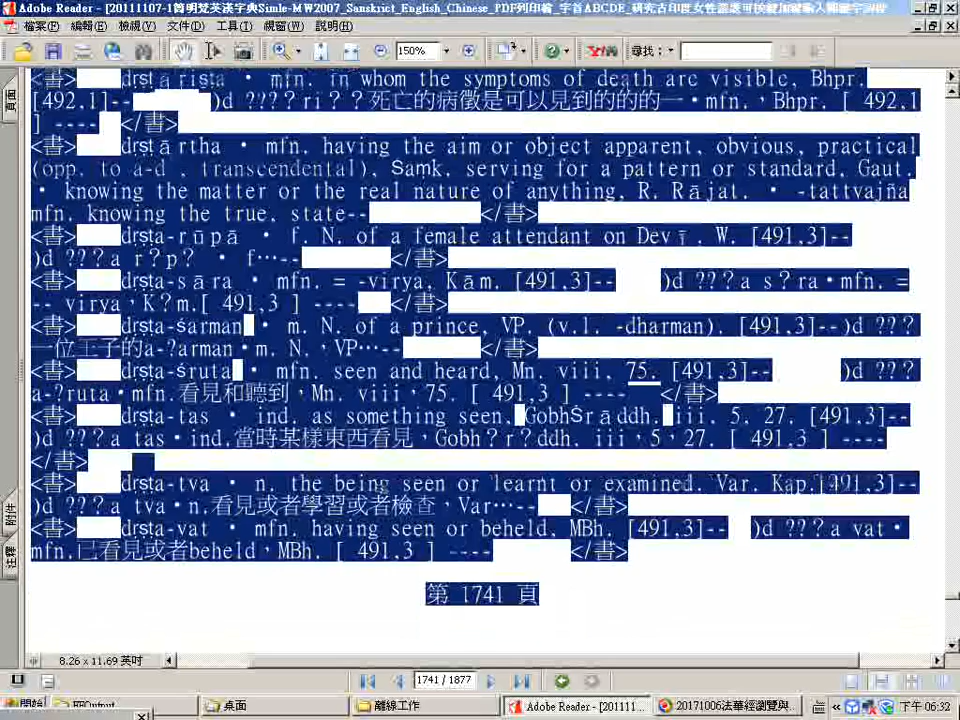 Adobe Reader - [20111107-1簡明梵英漢字典Simle-MW2007_Sanskrict_English_Chinese_PDF列印檔_字首ABCDE_研究古印度女性
檔案(F) 編輯(E) 檢視(V) 文件(D) 工具(T) 視窗(W) 說明(H)
150% 尋找：
<書> dṛṣṭāriṣṭa • mfn. in whom the symptoms of death are visible, Bhpr.
[492,1]-- )d ????ri??死亡的病徵是可以見到的的的一•mfn.，Bhpr. [ 492,1
] ---- </書>
<書> dṛṣṭārtha • mfn. having the aim or object apparent, obvious, practical
(opp. to a-d , transcendental), Śaṃk. serving for a pattern or standard, Gaut.
• knowing the matter or the real nature of anything, R. Rājat. • -tattvajña
mfn. knowing the true, state-- </書>
<書> dṛṣṭa-rūpā • f. N. of a female attendant on Devī, W. [491,3]--
)d ???a r?p? • f…-- </書>
<書> dṛṣṭa-sāra • mfn. = -virya, Kām. [491,3]-- )d ???a s?ra•mfn. =
-- virya，K?m.[ 491,3 ] ---- </書>
<書> dṛṣṭa-śarman • m. N. of a prince, VP. (v.l. -dharman). [491,3]--)d ???
一位王子的a-?arman•m. N.，VP…-- </書>
<書> dṛṣṭa-śruta • mfn. seen and heard, Mn. viii, 75. [491,3]-- )d ???
a-?ruta•mfn.看見和聽到，Mn. viii，75. [ 491,3 ] ---- </書>
<書> dṛṣṭa-tas • ind. as something seen, GobhŚrāddh. iii, 5, 27. [491,3]--
)d ???a tas•ind.當時某樣東西看見，Gobh?r?ddh. iii，5，27. [ 491,3 ] ----
</書>
<書> dṛṣṭa-tva • n. the being seen or learnt or examined. Var. Kap.[491,3]--
)d ???a tva•n.看見或者學習或者檢查，Var…-- </書>
<書> dṛṣṭa-vat • mfn. having seen or beheld, MBh. [491,3]-- )d ???a vat•
mfn.已看見或者beheld，MBh. [ 491,3 ] ---- </書>
第 1741 頁
頁面
附件
注釋
8.26 x 11.69 英吋
1741 / 1877
開始 桌面 離線工作 Adobe Reader - [201111... 20171006法華經瀏覽與... 下午 06:32